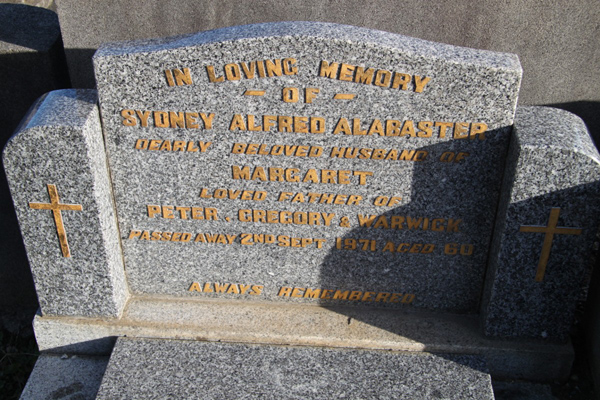 IN LOVING MEMORY
— OF —
SYDNEY ALFRED ALABASTER
DEARLY BELOVED HUSBAND OF
MARGARET
LOVED FATHER OF
PETER, GREGORY & WARWICK
PASSED AWAY 2ND SEPT 1971 AGED 60
ALWAYS REMEMBERED